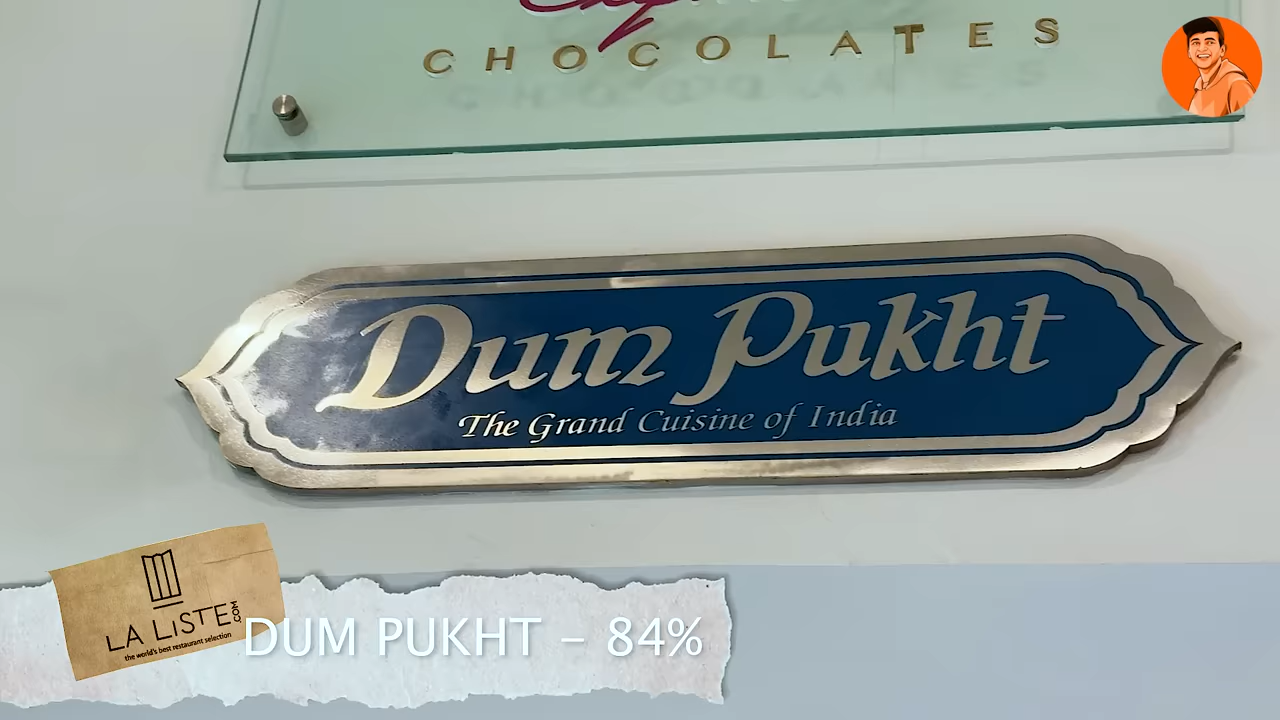 CHOCOLATES
Dum Pukht
The Grand Cuisine of India
LA LISTE.COM
the world's best restaurant selection
DUM PUKHT - 84%